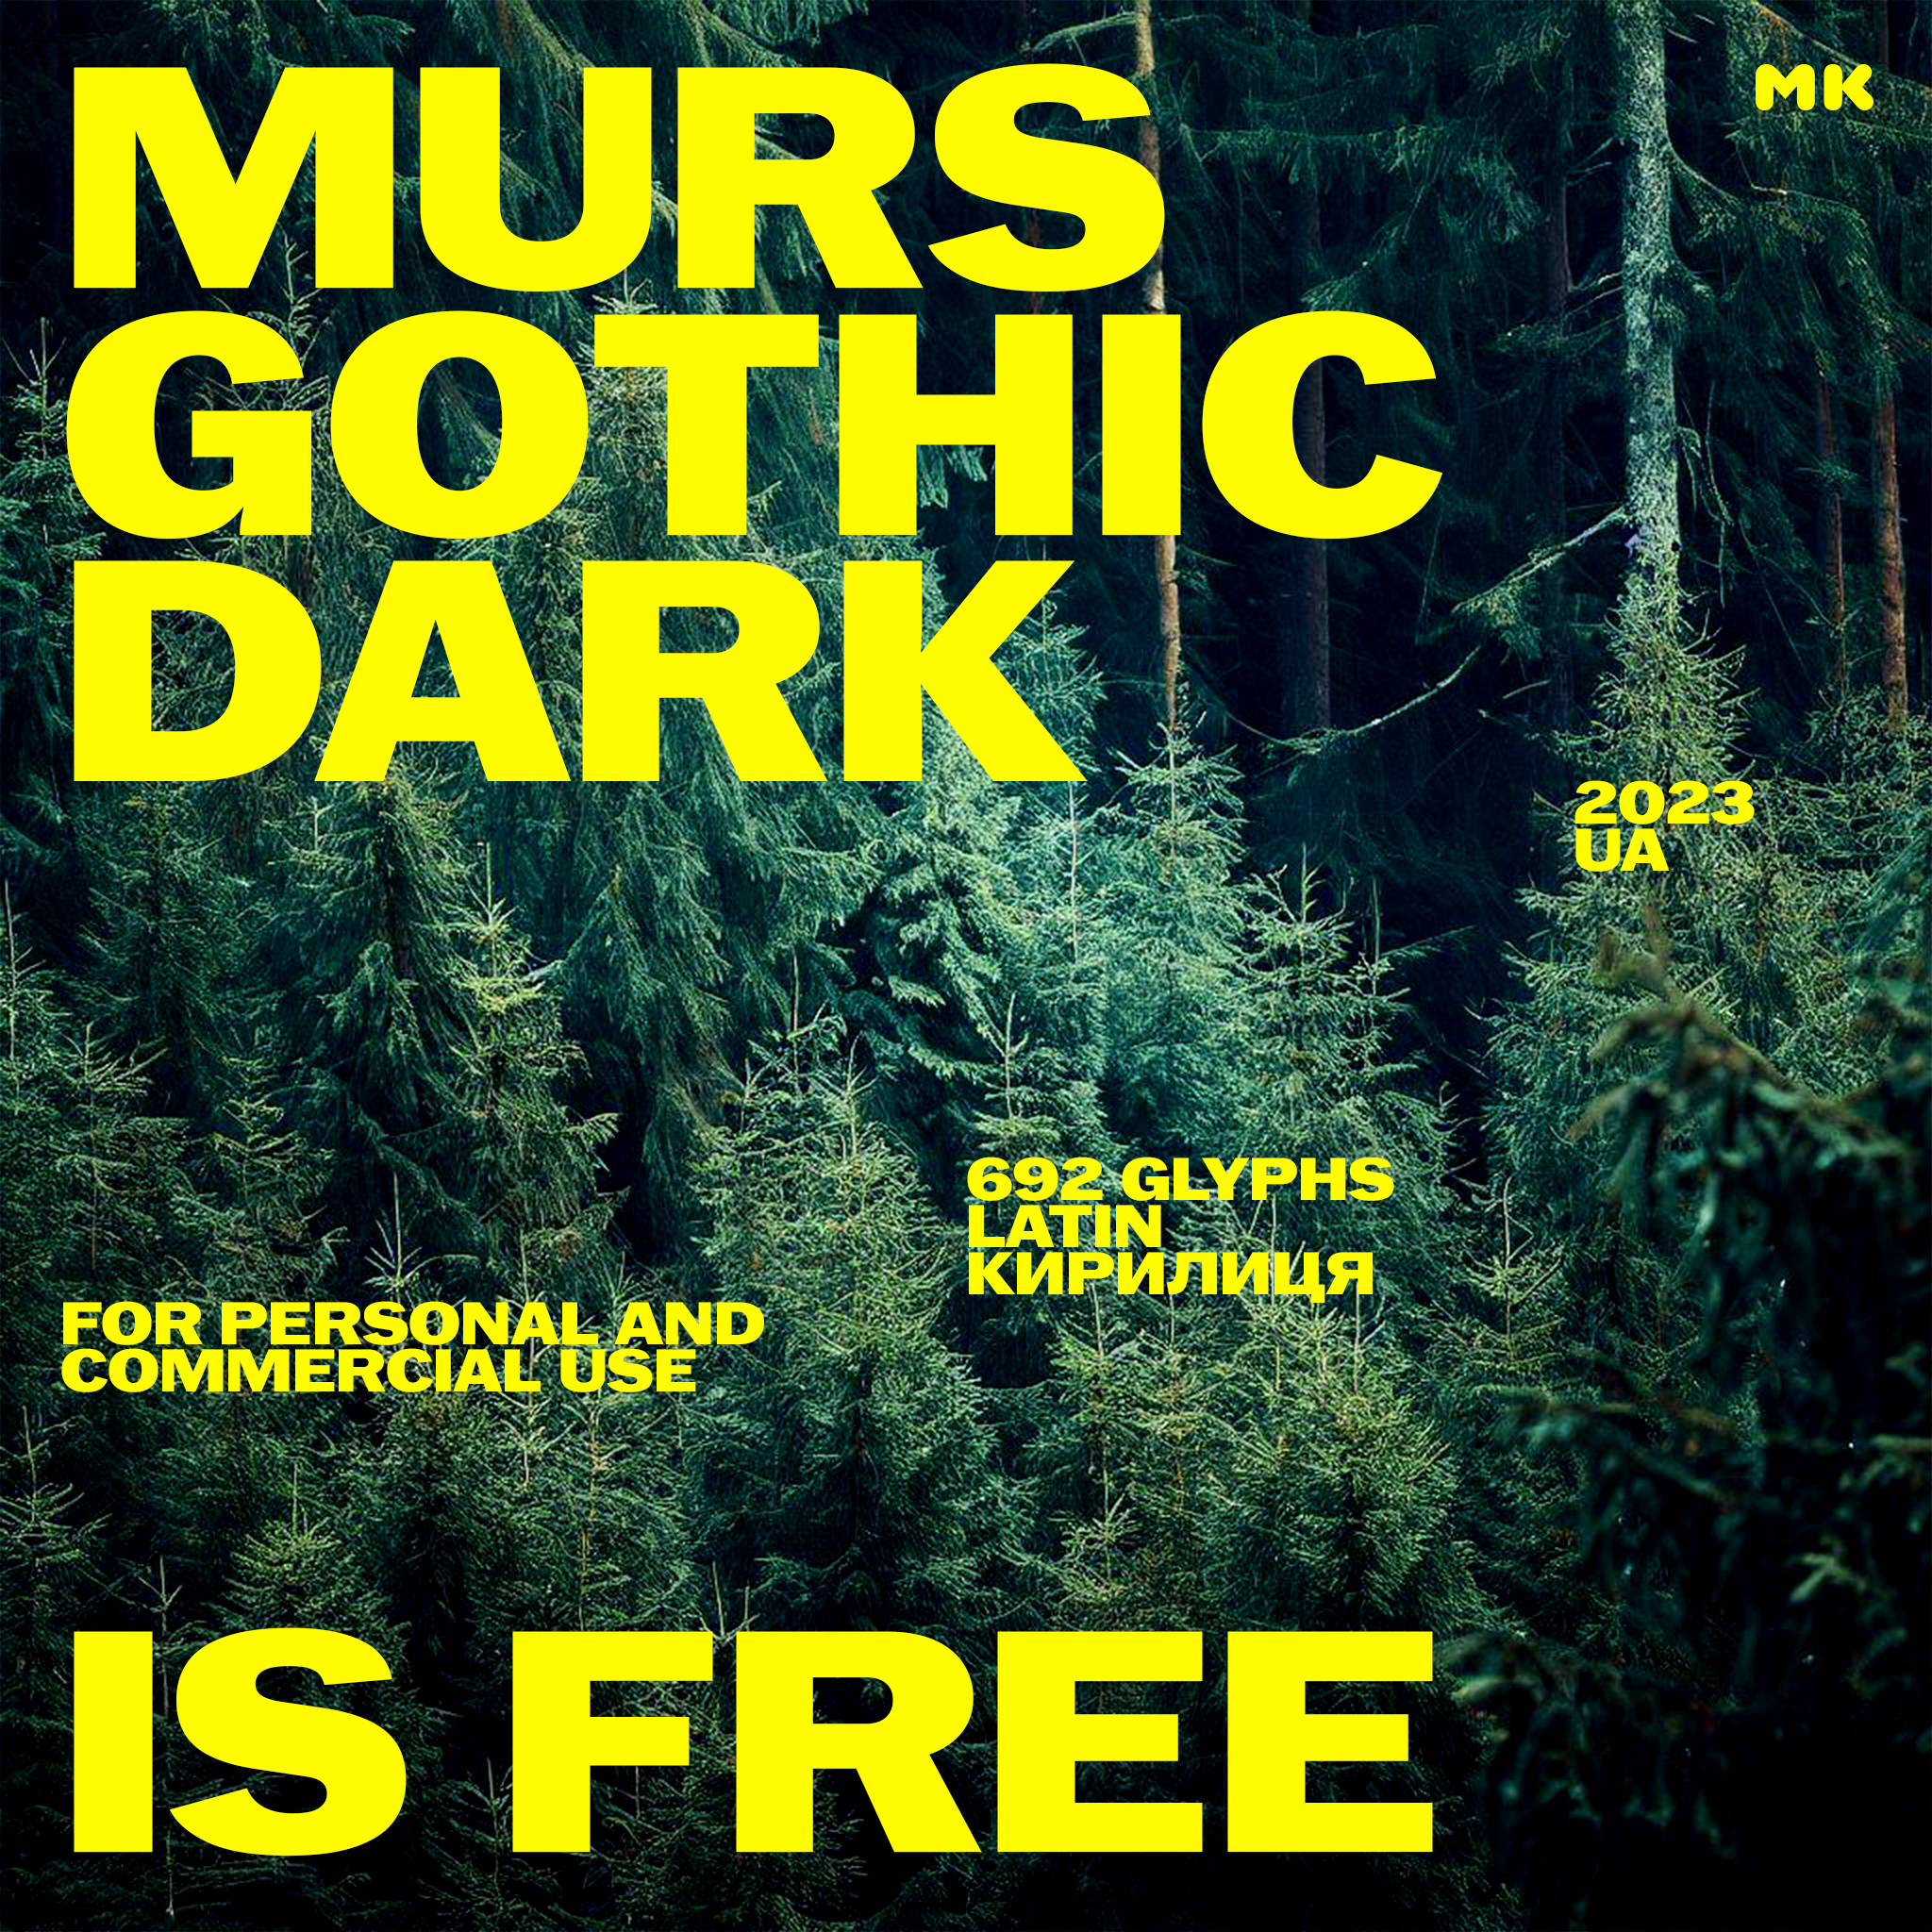 MURS
MK
GOTHIC
DARK
2023
UA
692 GLYPHS
LATIN
КИРИЛИЦЯ
FOR PERSONAL AND
COMMERCIAL USE
IS FREE